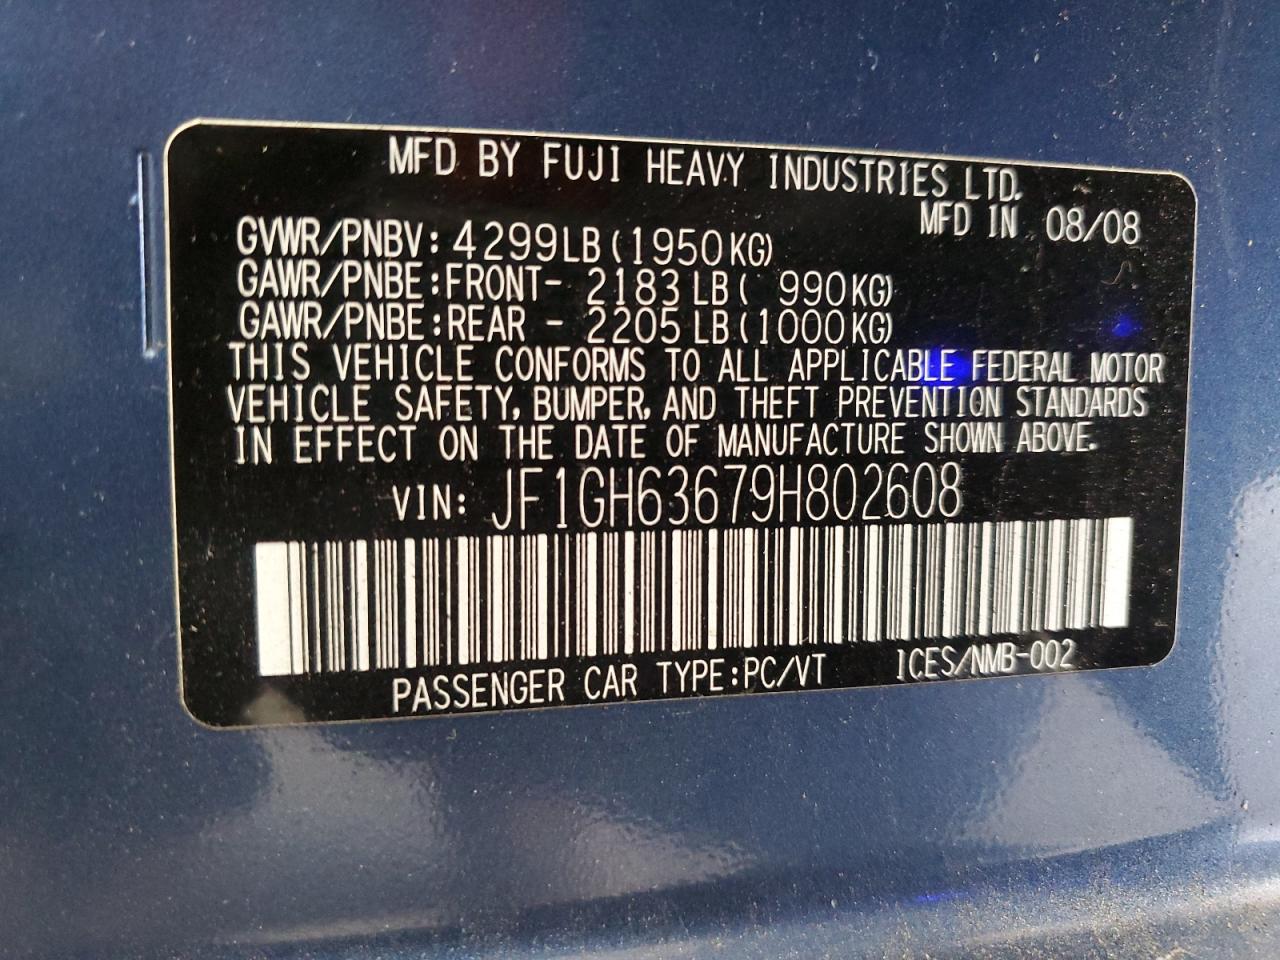 MFD BY FUJI HEAVY INDUSTRIES LTD.
MFD IN 08/08
GVWR/PNBV: 4299LB (1950KG)
GAWR/PNBE:FRONT- 2183 LB ( 990KG)
GAWR/PNBE:REAR - 2205 LB (1000KG)
THIS VEHICLE CONFORMS TO ALL APPLICABLE FEDERAL MOTOR
VEHICLE SAFETY, BUMPER, AND THEFT PREVENTION STANDARDS
IN EFFECT ON THE DATE OF MANUFACTURE SHOWN ABOVE.
VIN: JF1GH63679H802608
PASSENGER CAR TYPE:PC/VT ICES/NMB-002